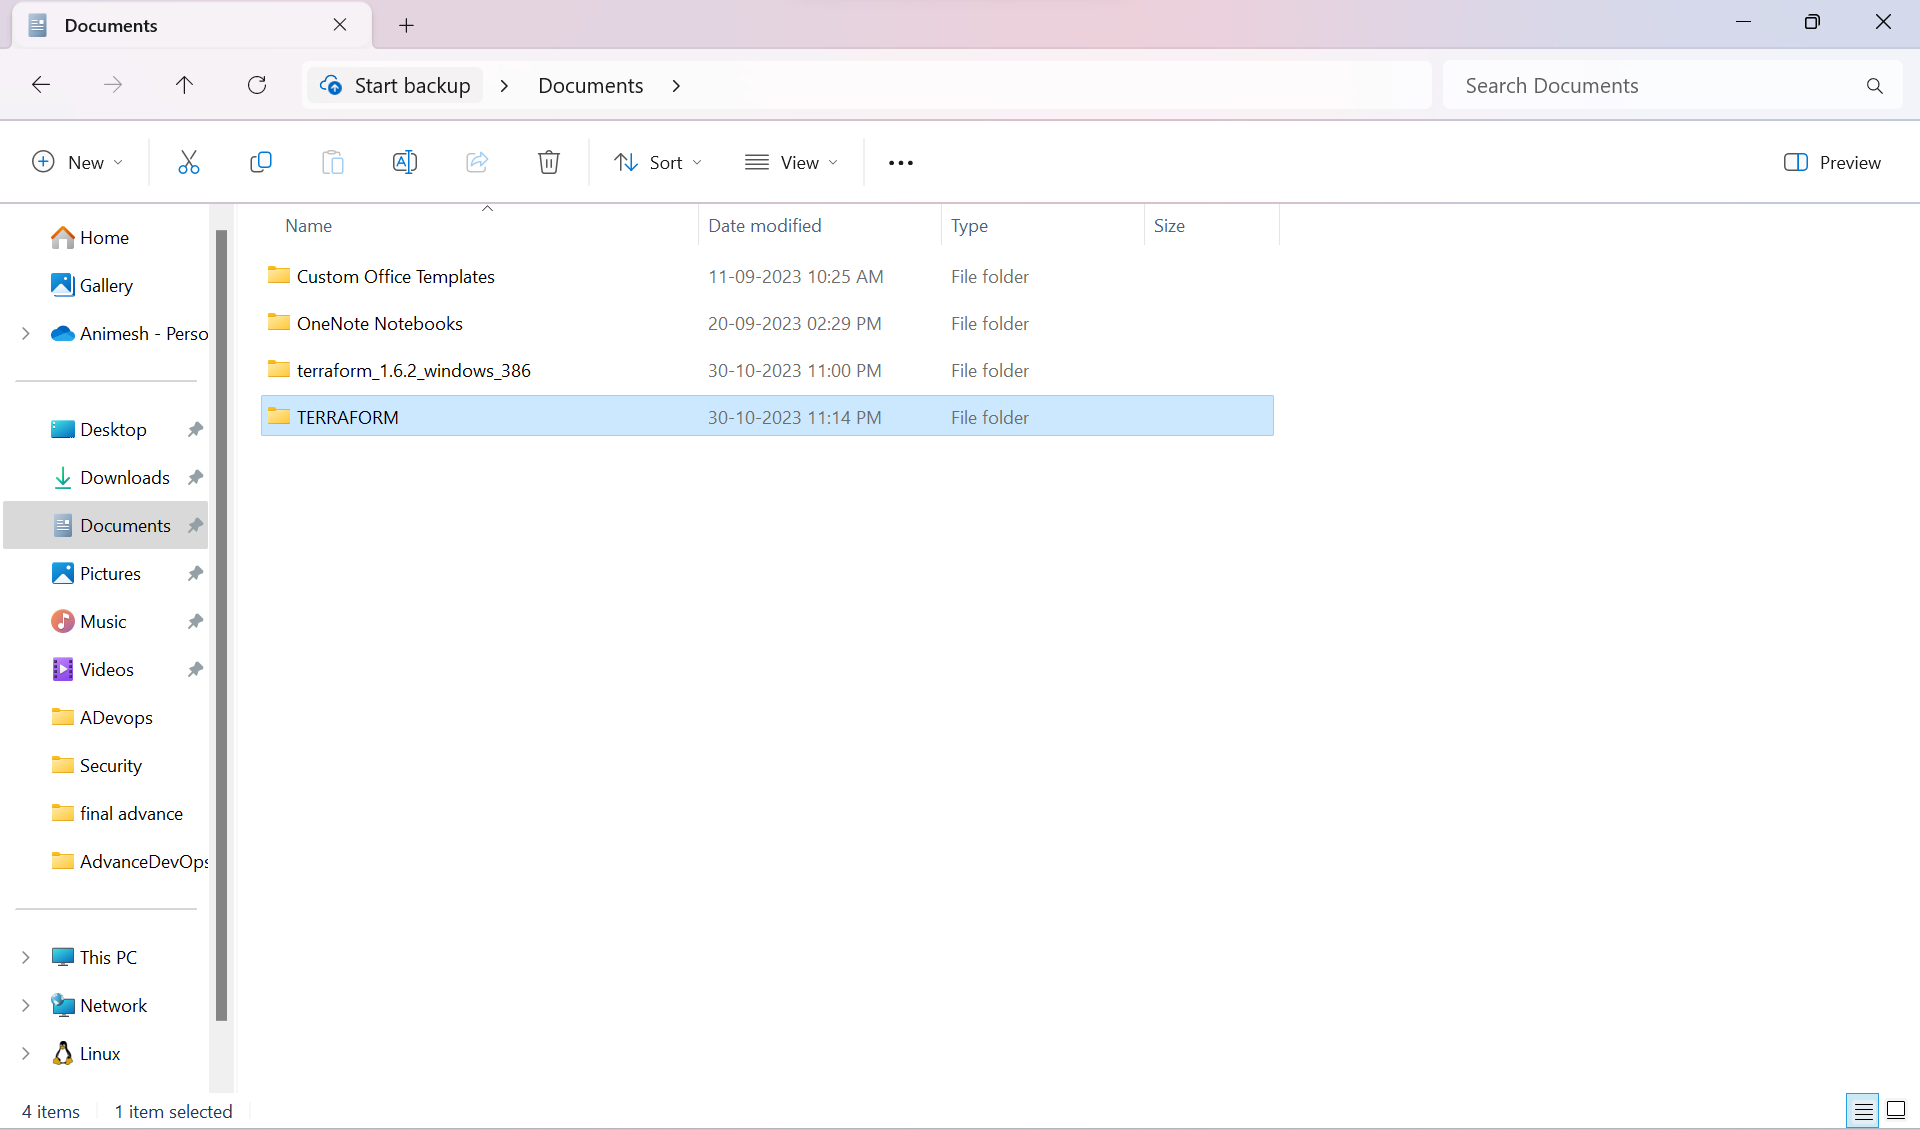 Documents
Start backup > Documents >
Search Documents
New
Sort
View
Preview
Name Date modified Type Size
Custom Office Templates 11-09-2023 10:25 AM File folder
OneNote Notebooks 20-09-2023 02:29 PM File folder
terraform_1.6.2_windows_386 30-10-2023 11:00 PM File folder
TERRAFORM 30-10-2023 11:14 PM File folder
Home
Gallery
Animesh - Perso
Desktop
Downloads
Documents
Pictures
Music
Videos
ADevops
Security
final advance
AdvanceDevOps
This PC
Network
Linux
4 items 1 item selected